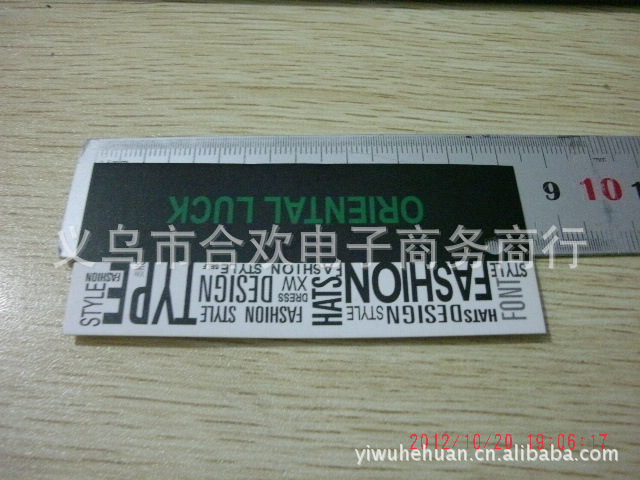 9 10 1
ORIENTAL LUCK
义乌市合欢电子商务商行
STYLE FASHION TYPE FASHION STYLE DESIGN XW DRESS FASHION STYLE HATS FASHION STYLE FASHION STYLE DESIGN HATS STYLE FONT
2012/10/20 19:06:17
yiwuhehuan.cn.alibaba.com